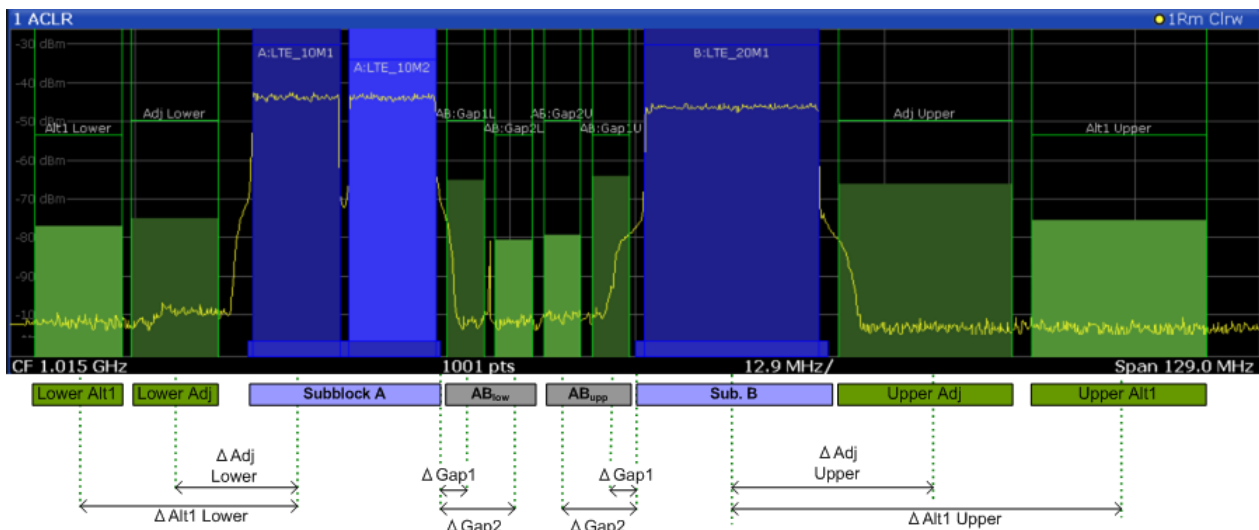 1 ACLR
1Rm Clrw
-30 dBm
A:LTE_10M1
B:LTE_20M1
A:LTE_10M2
-40 dBm
-50 dBm
Alt1 Lower
Adj Lower
AB:Gap1L
AB:Gap2L
AB:Gap2U
AB:Gap1U
Adj Upper
Alt1 Upper
-60 dBm
-70 dBm
-80
-90
CF 1.015 GHz
1001 pts
12.9 MHz/
Span 129.0 MHz
Lower Alt1
Lower Adj
Subblock A
ABlow
ABupp
Sub. B
Upper Adj
Upper Alt1
Δ Adj
Lower
Δ Gap1
Δ Gap1
Δ Adj
Upper
Δ Alt1 Lower
Δ Gap2
Δ Gap2
Δ Alt1 Upper